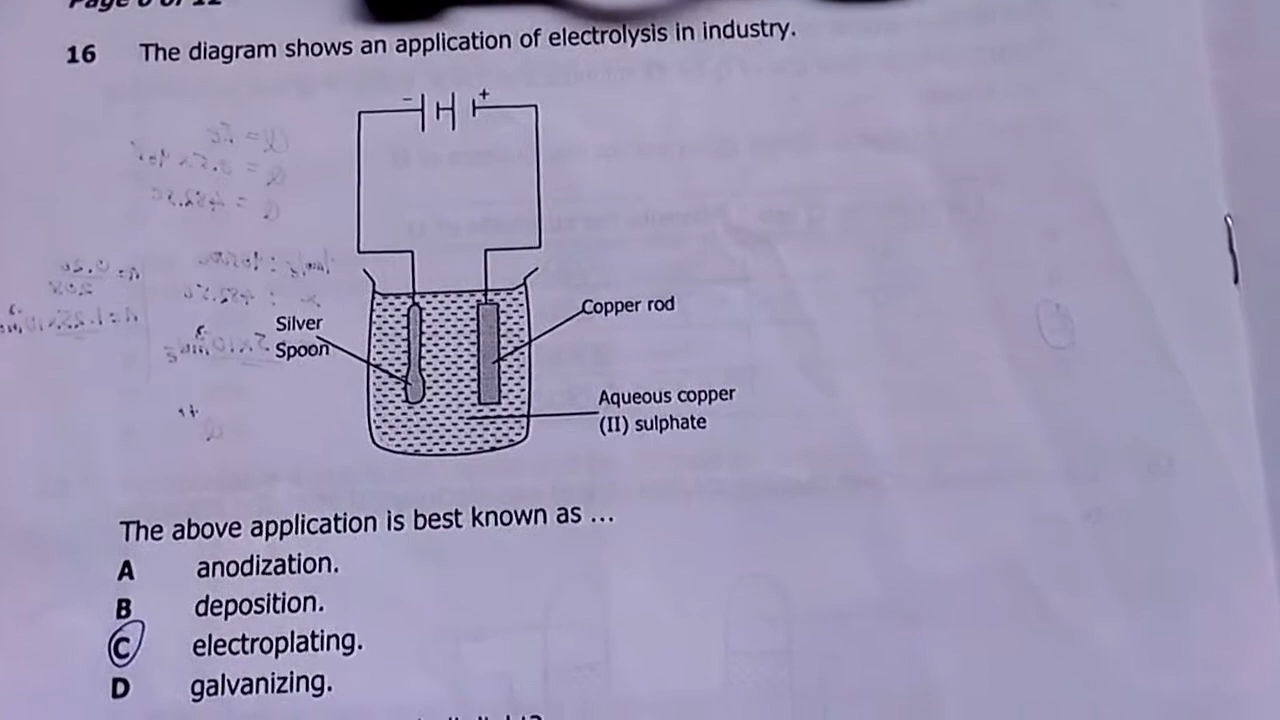 16 The diagram shows an application of electrolysis in industry.
- +
Silver
Spoon
Copper rod
Aqueous copper
(II) sulphate
The above application is best known as ...
A anodization.
B deposition.
C electroplating.
D galvanizing.